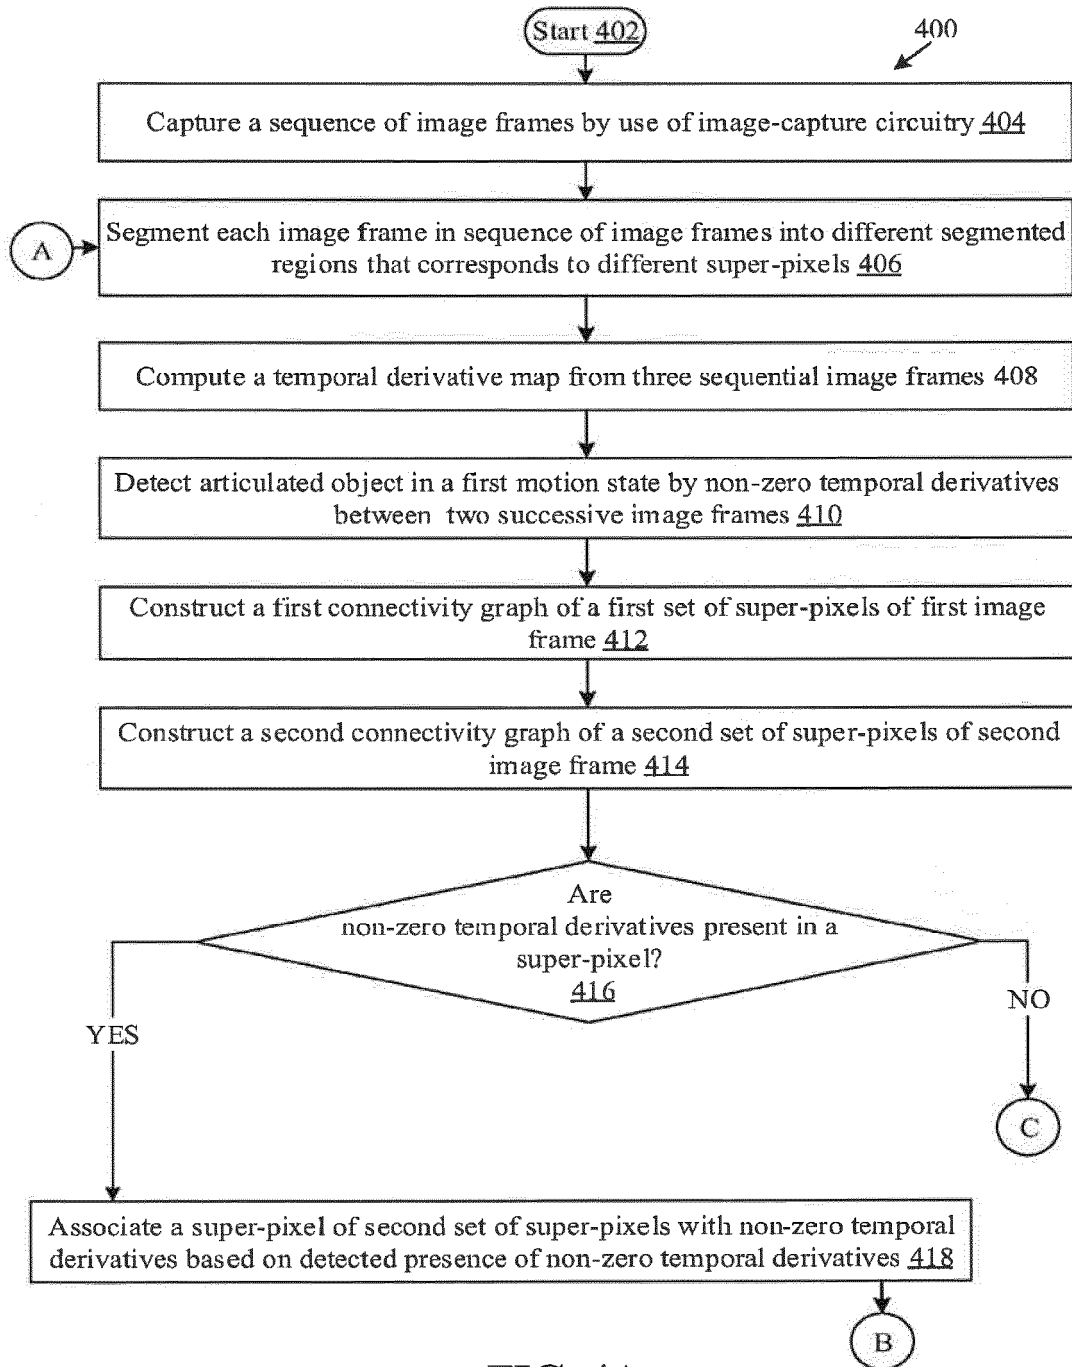 Start 402
400
Capture a sequence of image frames by use of image-capture circuitry 404
A
Segment each image frame in sequence of image frames into different segmented
regions that corresponds to different super-pixels 406
Compute a temporal derivative map from three sequential image frames 408
Detect articulated object in a first motion state by non-zero temporal derivatives
between two successive image frames 410
Construct a first connectivity graph of a first set of super-pixels of first image
frame 412
Construct a second connectivity graph of a second set of super-pixels of second
image frame 414
Are
non-zero temporal derivatives present in a
super-pixel?
416
YES
NO
C
Associate a super-pixel of second set of super-pixels with non-zero temporal
derivatives based on detected presence of non-zero temporal derivatives 418
B